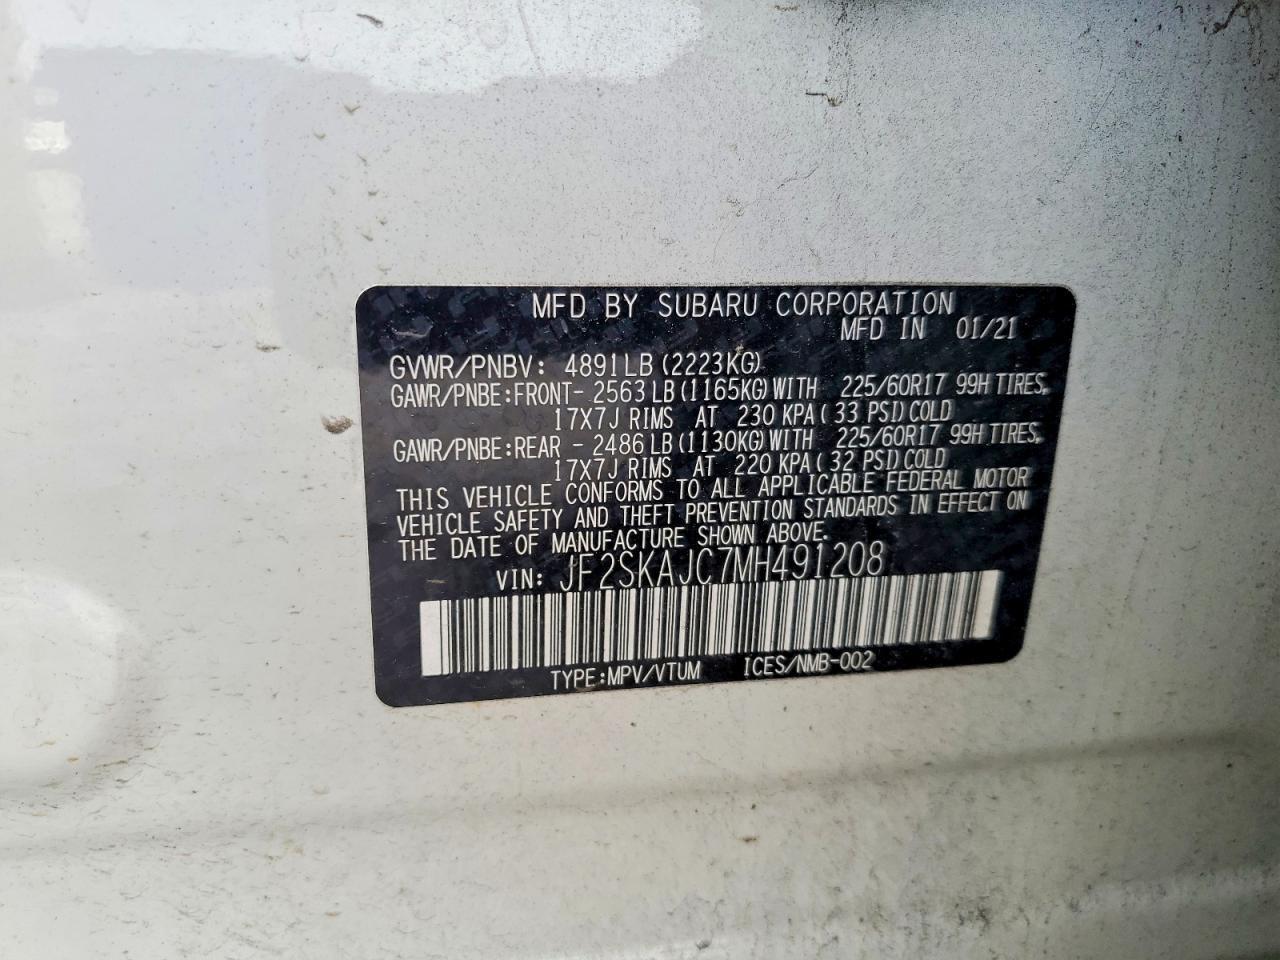 MFD BY SUBARU CORPORATION
MFD IN 01/21
GVWR/PNBV: 4891LB (2223KG)
GAWR/PNBE:FRONT- 2563LB (1165KG)WITH 225/60R17 99H TIRES,
17X7J RIMS AT 230 KPA( 33 PSI)COLD
GAWR/PNBE:REAR - 2486LB (1130KG)WITH 225/60R17 99H TIRES,
17X7J RIMS AT 220 KPA( 32 PSI)COLD
THIS VEHICLE CONFORMS TO ALL APPLICABLE FEDERAL MOTOR
VEHICLE SAFETY AND THEFT PREVENTION STANDARDS IN EFFECT ON
THE DATE OF MANUFACTURE SHOWN ABOVE.
VIN: JF2SKAJC7MH491208
TYPE:MPV/VTUM ICES/NMB-002